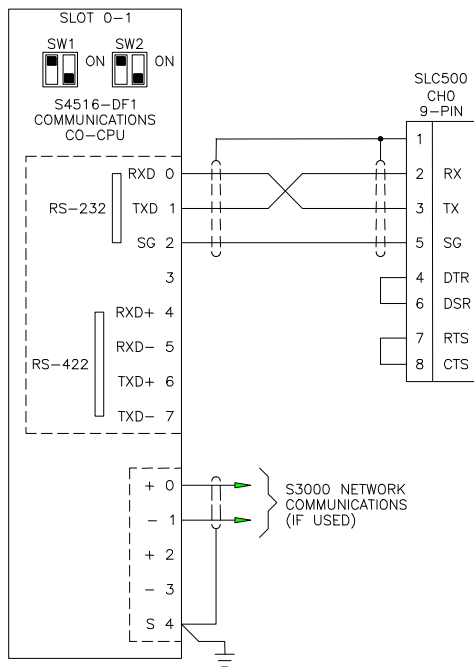 SLOT 0-1
SW1 SW2
ON ON
S4516-DF1
COMMUNICATIONS
CO-CPU
RS-232
RXD 0
TXD 1
SG 2
3
RS-422
RXD+ 4
RXD- 5
TXD+ 6
TXD- 7
+ 0
- 1
+ 2
- 3
S 4
S3000 NETWORK
COMMUNICATIONS
(IF USED)
SLC500
CH0
9-PIN
1
2 RX
3 TX
5 SG
4 DTR
6 DSR
7 RTS
8 CTS